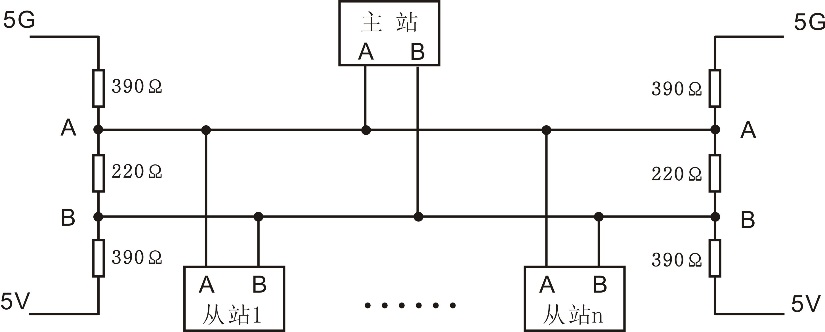 5G
主 站
5G
A B
390Ω
390Ω
A
A
220Ω
220Ω
B
B
390Ω
390Ω
A B
A B
5V
从站1
......
从站n
5V